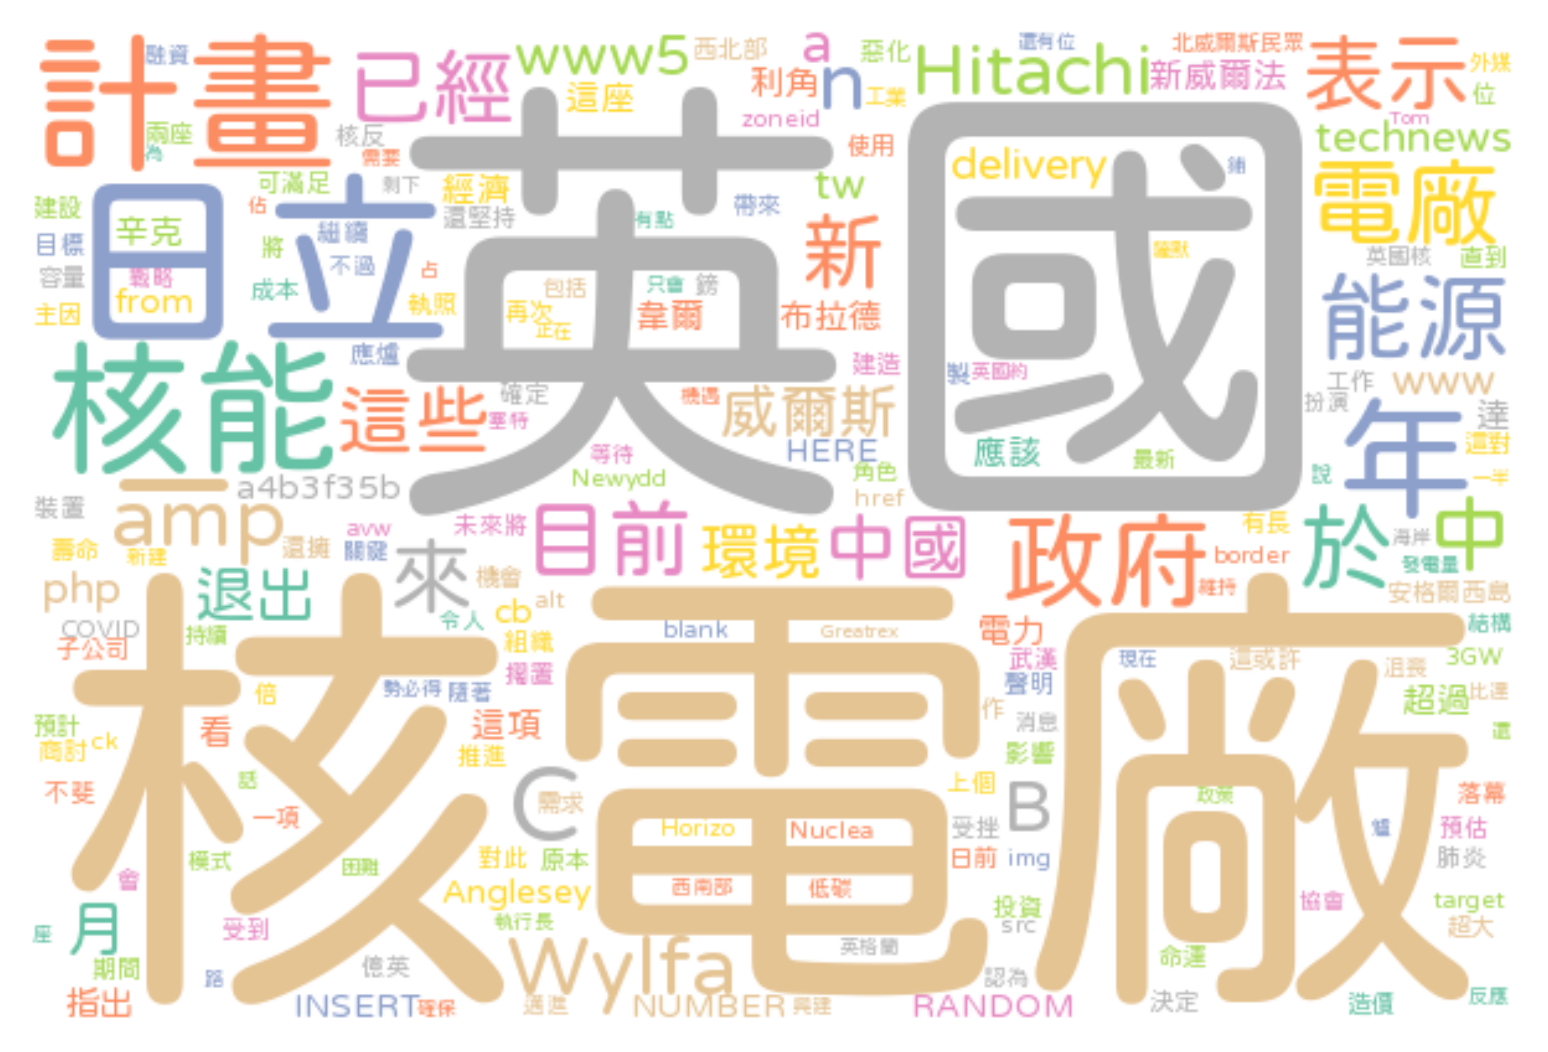 計畫
融資
已經
www5
西北部
a
n
惡化
Hitachi
還有位
北威爾斯民眾
新威爾法
表示
外媒
位
Tom
technews
兩座
為
核反
需要
這座
利角
工業
zoneid
使用
建設
目標
容量
主因
日立
辛克
戰略
from
可滿足
剩下
佔
將
繼續
不過
占
成本
執照
應爐
經濟
還堅持
英國
有點
帶來
tw
新
包括
只會
鎊
再次
正在
韋爾
布拉德
delivery
鋪
電廠
英國核
直到
能源
核能
這些
確定
塞特
機遇
威爾斯
建造
製
英國約
HERE
應該
最新
工作
www
扮演
達
年
這對
一半
說
一
a4b3f35b
等待
Newydd
角色
href
裝置
amp
avw
關鍵
未來將
目前
環境
中國
政府
有長
border
維持
於
海岸
中
發電量
壽命
新建
還擁
來
機會
php
退出
令人
cb
alt
安格爾西島
COVID
子公司
持續
組織
blank
Greatrex
電力
結構
核電廠
武漢
現在
這或許
沮喪
3GW
擱置
勢必得
隨著
倍
聲明
超過
比達
預計
商討
ck
看
這項
作
消息
還
推進
影響
不斐
話
一項
C
需求
上個
B
政策
落幕
Horizo
Nuclea
受挫
爐
預估
模式
困難
對此
原本
日前
img
肺炎
會
西南部
低碳
Anglesey
投資
協會
target
月
座
受到
執行長
src
超大
英格蘭
Wylfa
命運
期間
路
億英
認為
指出
INSERT
確保
邁進
NUMBER
興建
RANDOM
決定
造價
反應